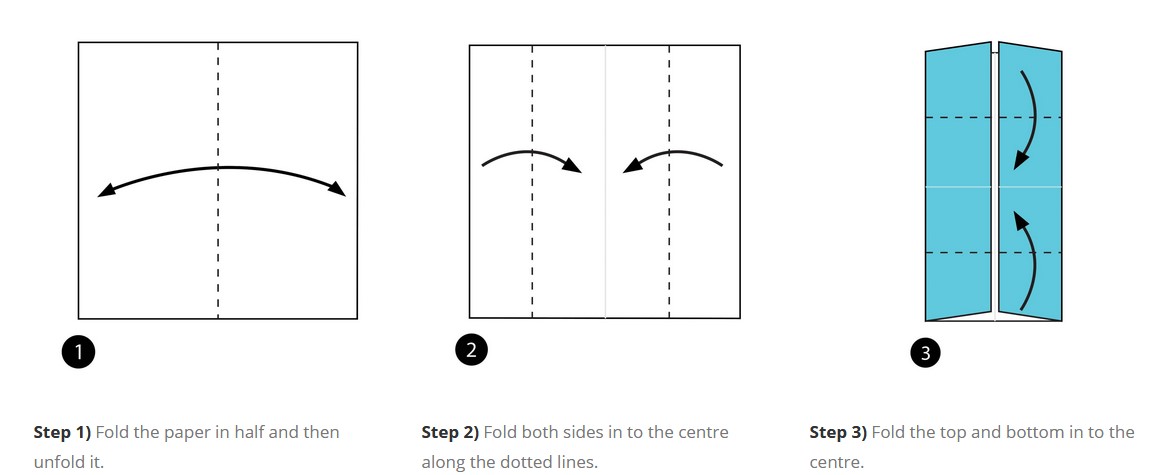 1
2
3
Step 1) Fold the paper in half and then
unfold it.
Step 2) Fold both sides in to the centre
along the dotted lines.
Step 3) Fold the top and bottom in to the
centre.